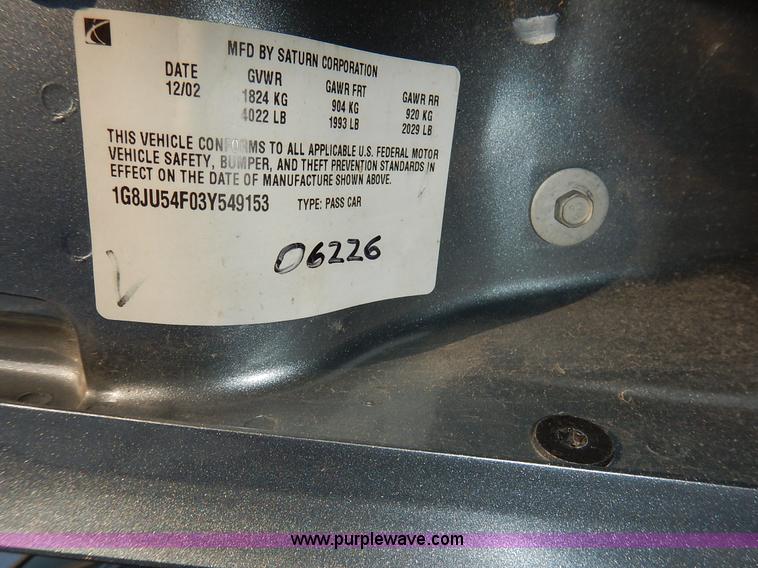 MFD BY SATURN CORPORATION
DATE GVWR GAWR FRT GAWR RR
12/02 1824 KG 904 KG 920 KG
4022 LB 1993 LB 2029 LB
THIS VEHICLE CONFORMS TO ALL APPLICABLE U.S. FEDERAL MOTOR
VEHICLE SAFETY, BUMPER, AND THEFT PREVENTION STANDARDS IN
EFFECT ON THE DATE OF MANUFACTURE SHOWN ABOVE.
1G8JU54F03Y549153 TYPE: PASS CAR
06226
www.purplewave.com